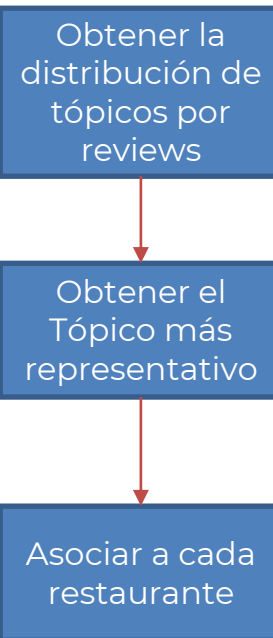 Obtener la
distribución de
tópicos por
reviews
Obtener el
Tópico más
representativo
Asociar a cada
restaurante